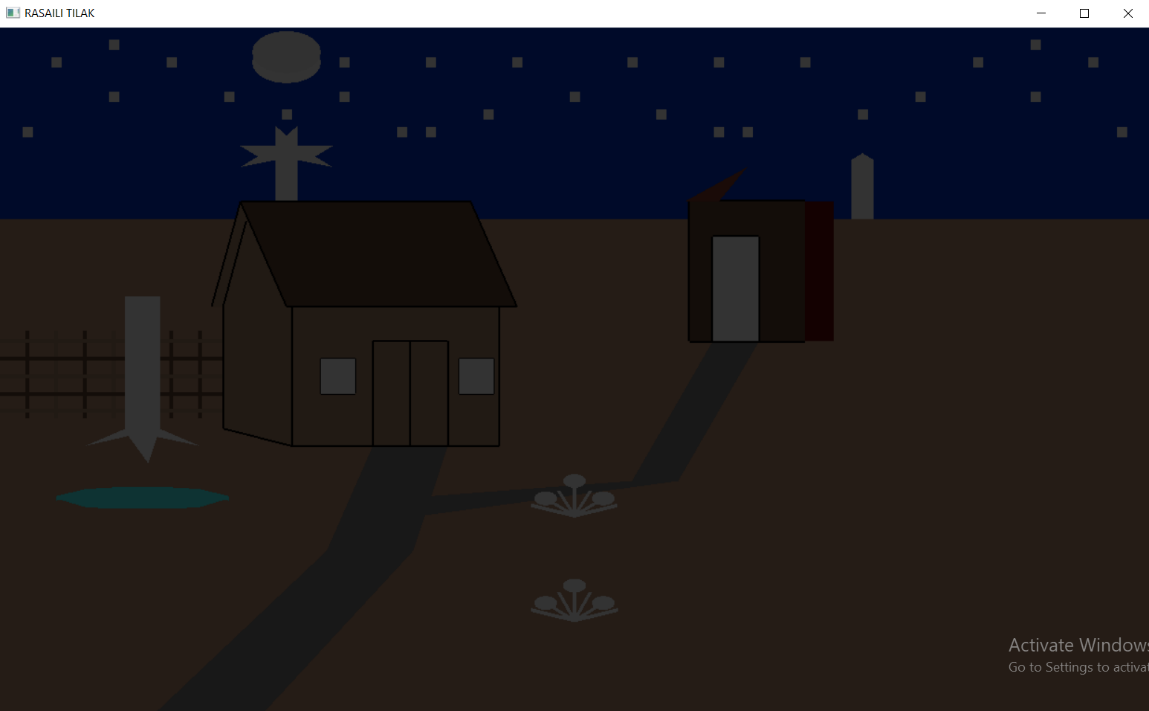 RASAILI TILAK
Activate Windows
Go to Settings to activat